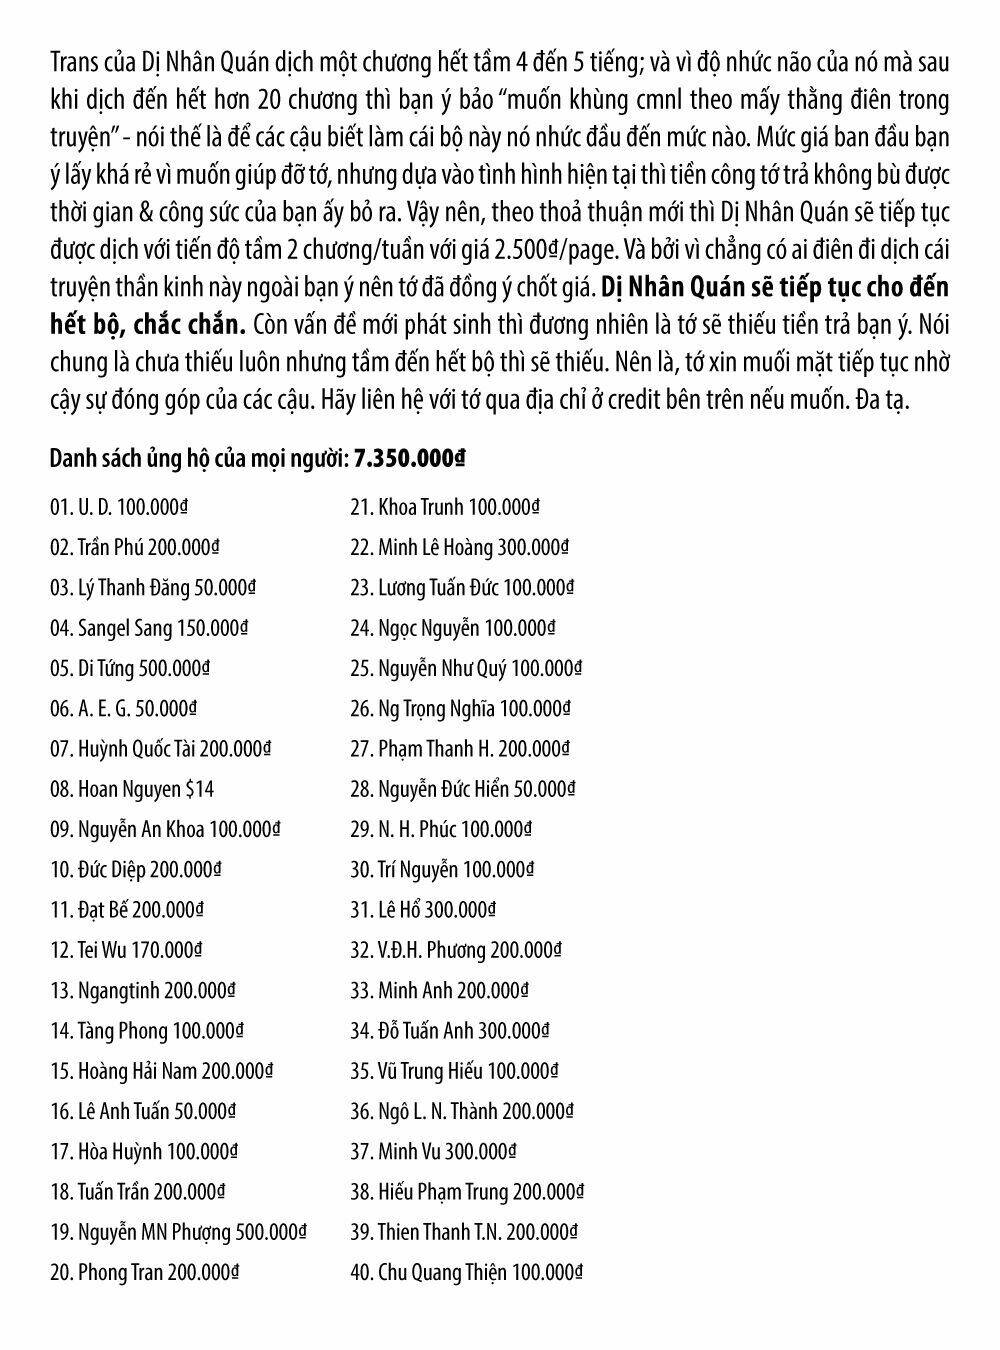 Trans của Dị Nhân Quán dịch một chương hết tầm 4 đến 5 tiếng; và vì độ nhức não của nó mà sau
khi dịch đến hết hơn 20 chương thì bạn ý bảo “muốn khùng cmnl theo mấy thằng điên trong
truyện” - nói thế là để các cậu biết làm cái bộ này nó nhức đầu đến mức nào. Mức giá ban đầu bạn
ý lấy khá rẻ vì muốn giúp đỡ tớ, nhưng dựa vào tình hình hiện tại thì tiền công tớ trả không bù được
thời gian & công sức của bạn ấy bỏ ra. Vậy nên, theo thoả thuận mới thì Dị Nhân Quán sẽ tiếp tục
được dịch với tiến độ tầm 2 chương/tuần với giá 2.500₫/page. Và bởi vì chẳng có ai điên đi dịch cái
truyện thần kinh này ngoài bạn ý nên tớ đã đồng ý chốt giá. Dị Nhân Quán sẽ tiếp tục cho đến
hết bộ, chắc chắn. Còn vấn đề mới phát sinh thì đương nhiên là tớ sẽ thiếu tiền trả bạn ý. Nói
chung là chưa thiếu luôn nhưng tầm đến hết bộ thì sẽ thiếu. Nên là, tớ xin muối mặt tiếp tục nhờ
cậy sự đóng góp của các cậu. Hãy liên hệ với tớ qua địa chỉ ở credit bên trên nếu muốn. Đa tạ.
Danh sách ủng hộ của mọi người: 7.350.000₫
01. U. D. 100.000₫
02. Trần Phú 200.000₫
03. Lý Thanh Đăng 50.000₫
04. Sangel Sang 150.000₫
05. Di Tứng 500.000₫
06. A. E. G. 50.000₫
07. Huỳnh Quốc Tài 200.000₫
08. Hoan Nguyen $14
09. Nguyễn An Khoa 100.000₫
10. Đức Diệp 200.000₫
11. Đạt Bế 200.000₫
12. Tei Wu 170.000₫
13. Ngangtinh 200.000₫
14. Tàng Phong 100.000₫
15. Hoàng Hải Nam 200.000₫
16. Lê Anh Tuấn 50.000₫
17. Hòa Huỳnh 100.000₫
18. Tuấn Trần 200.000₫
19. Nguyễn MN Phượng 500.000₫
20. Phong Tran 200.000₫
21. Khoa Trunh 100.000₫
22. Minh Lê Hoàng 300.000₫
23. Lương Tuấn Đức 100.000₫
24. Ngọc Nguyễn 100.000₫
25. Nguyễn Như Quý 100.000₫
26. Ng Trọng Nghĩa 100.000₫
27. Phạm Thanh H. 200.000₫
28. Nguyễn Đức Hiển 50.000₫
29. N. H. Phúc 100.000₫
30. Trí Nguyễn 100.000₫
31. Lê Hổ 300.000₫
32. V.Đ.H. Phương 200.000₫
33. Minh Anh 200.000₫
34. Đỗ Tuấn Anh 300.000₫
35. Vũ Trung Hiếu 100.000₫
36. Ngô L. N. Thành 200.000₫
37. Minh Vu 300.000₫
38. Hiếu Phạm Trung 200.000₫
39. Thien Thanh T.N. 200.000₫
40. Chu Quang Thiện 100.000₫